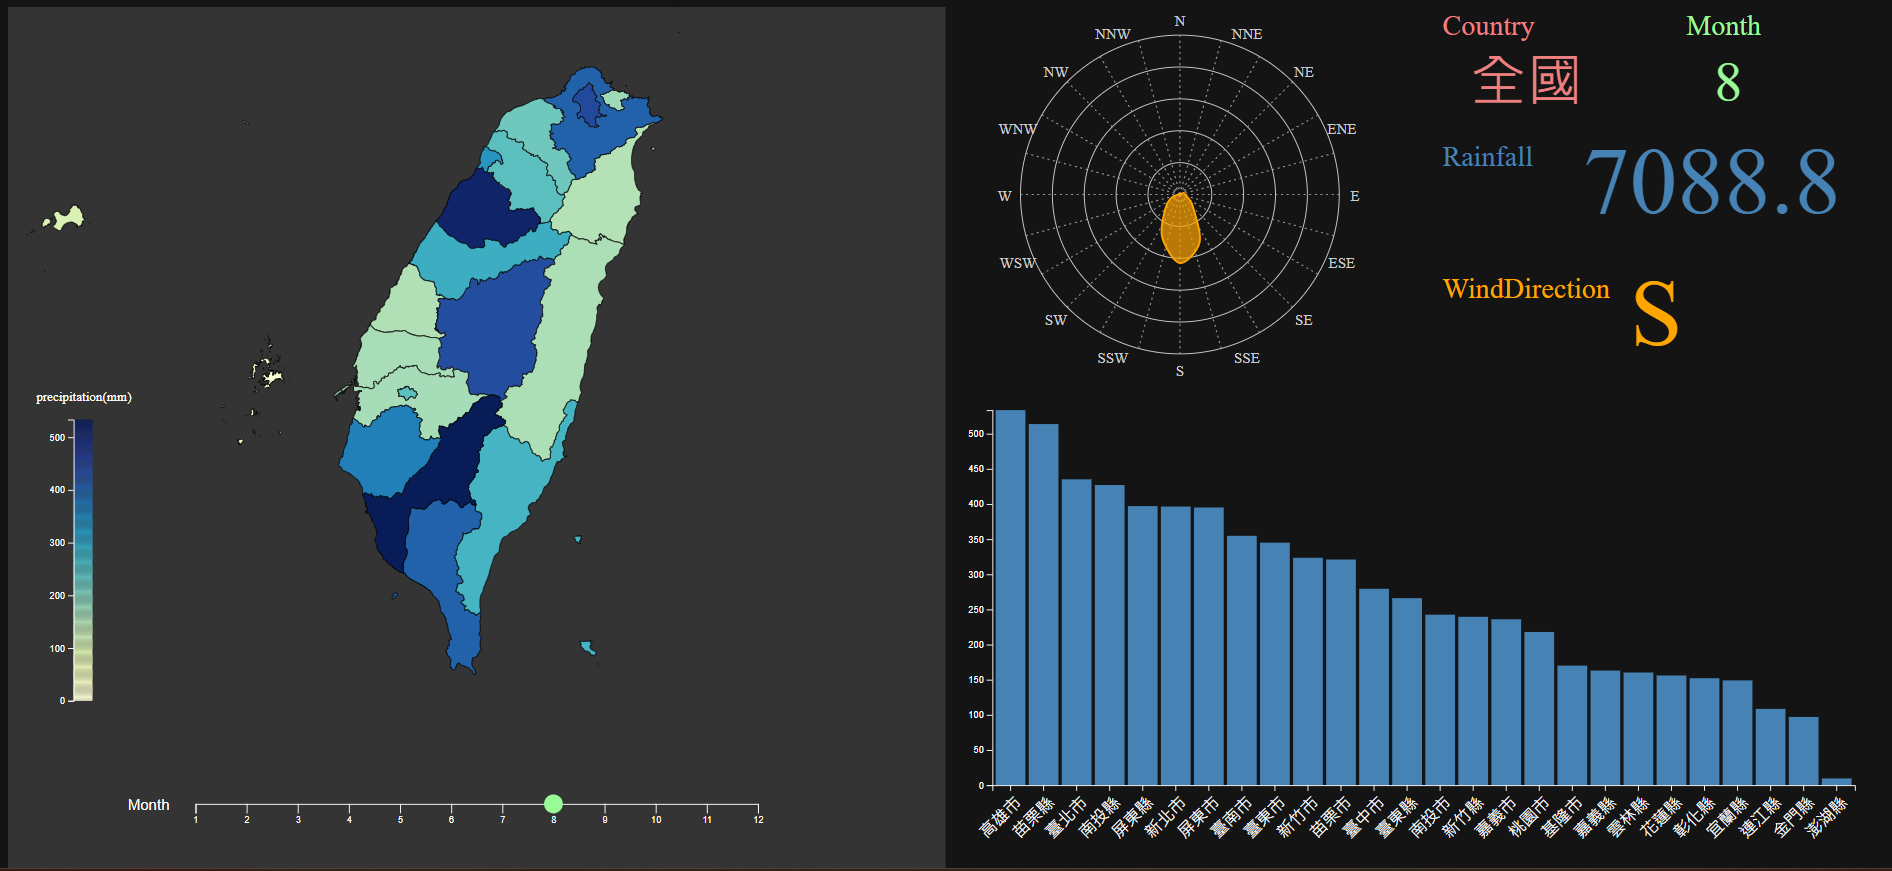 precipitation(mm)
500
400
300
200
100
0
Month
1 2 3 4 5 6 7 8 9 10 11 12
N
NNE
NE
ENE
E
ESE
SE
SSE
S
SSW
SW
WSW
W
WNW
NW
NNW
Country
Month
全國
8
Rainfall
7088.8
WindDirection
S
500
450
400
350
300
250
200
150
100
50
0
高雄市
苗栗縣
臺北市
南投縣
屏東縣
新北市
屏東市
臺南市
臺東市
新竹市
苗栗市
臺中市
臺東縣
南投市
新竹縣
嘉義市
桃園市
基隆市
嘉義縣
雲林縣
花蓮縣
彰化縣
宜蘭縣
連江縣
金門縣
澎湖縣